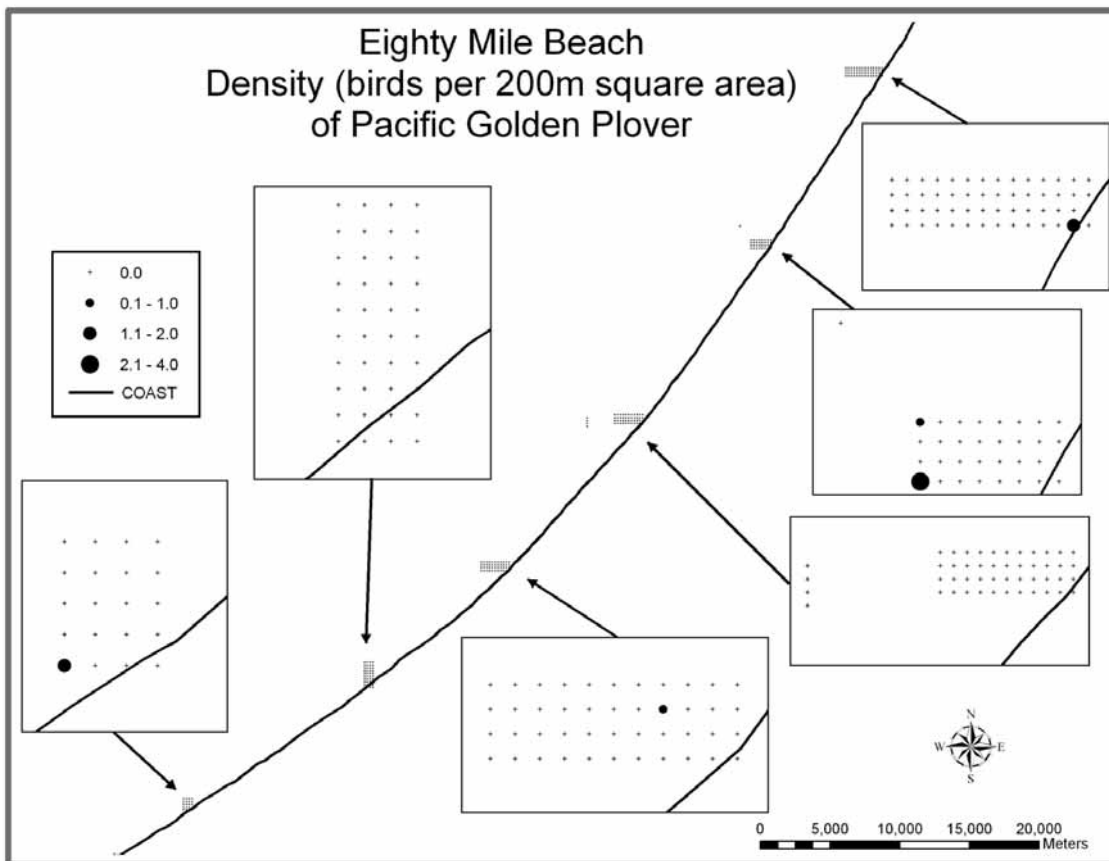 Eighty Mile Beach
Density (birds per 200m square area)
of Pacific Golden Plover
0.0
0.1 - 1.0
1.1 - 2.0
2.1 - 4.0
COAST
N
W E
S
0 5,000 10,000 15,000 20,000
Meters